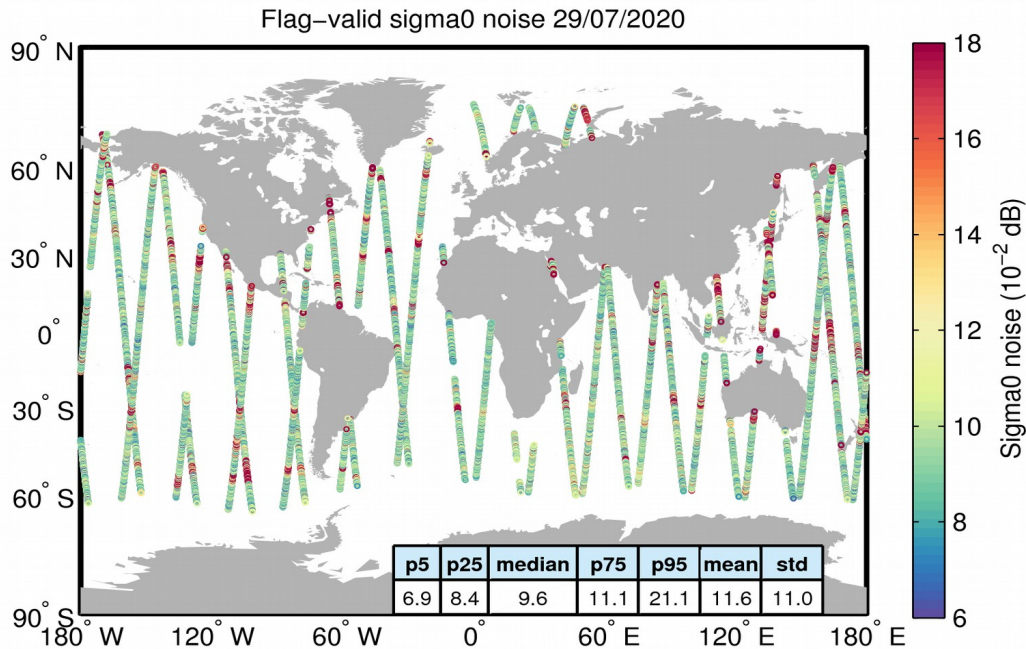 Flag-valid sigma0 noise 29/07/2020
90° N
60° N
30° N
0°
30° S
60° S
90° S
180° W
120° W
60° W
0°
60° E
120° E
180° E
p5 p25 median p75 p95 mean std
6.9 8.4 9.6 11.1 21.1 11.6 11.0
18
16
14
12
10
8
6
Sigma0 noise (10⁻² dB)